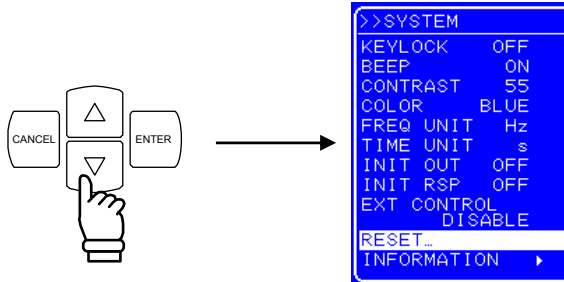 CANCEL
ENTER
>>SYSTEM
KEYLOCK OFF
BEEP ON
CONTRAST 55
COLOR BLUE
FREQ UNIT Hz
TIME UNIT s
INIT OUT OFF
INIT RSP OFF
EXT CONTROL
DISABLE
RESET…
INFORMATION